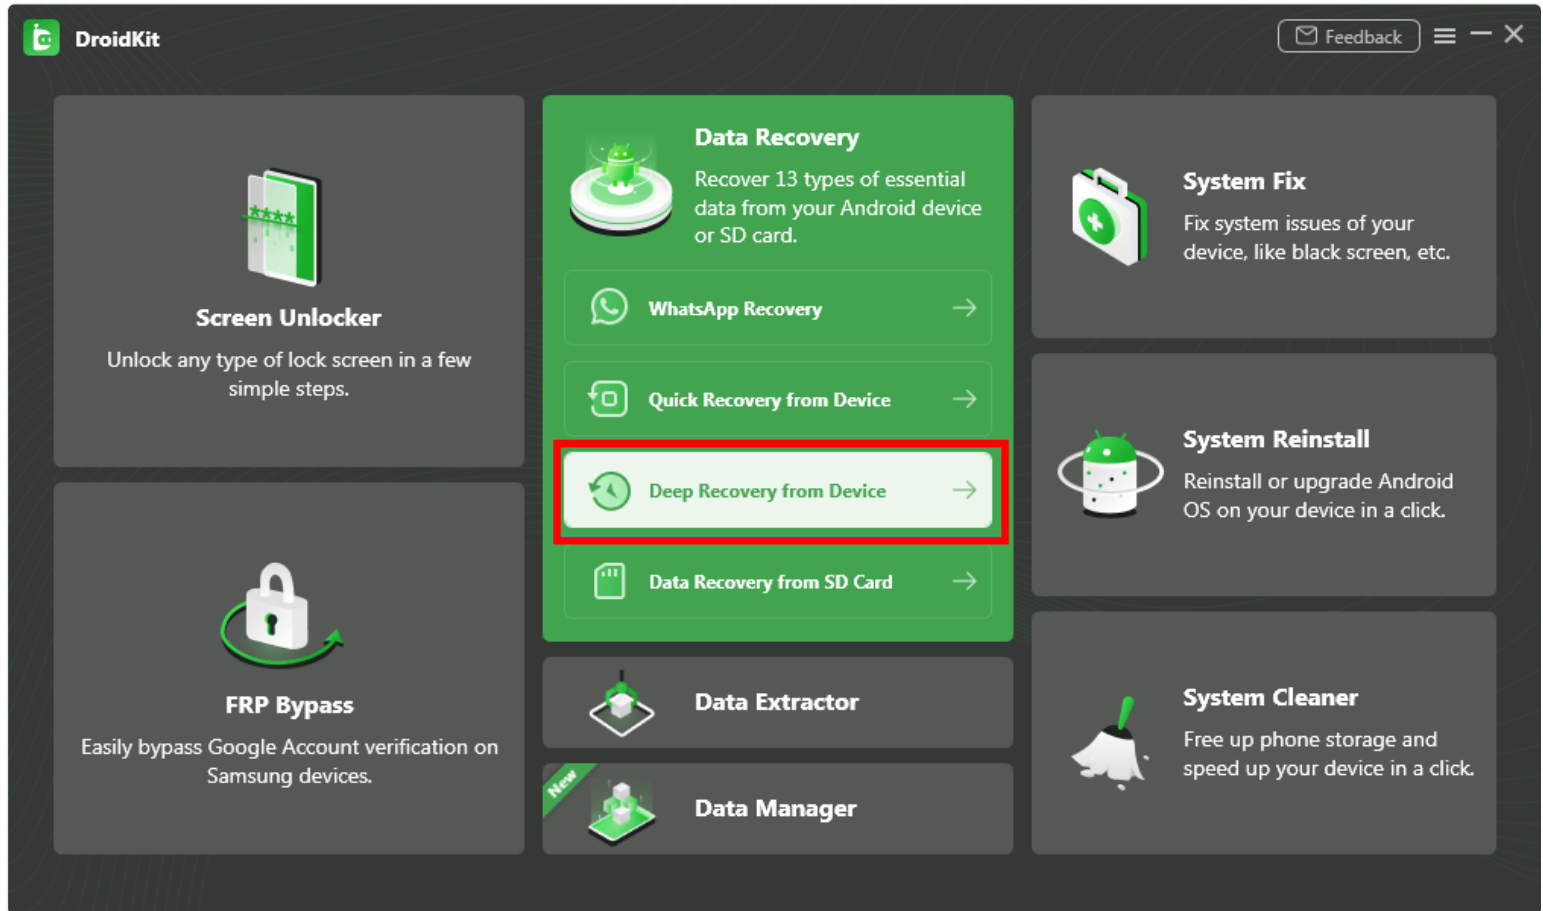 DroidKit
Feedback
Screen Unlocker
Unlock any type of lock screen in a few
simple steps.
FRP Bypass
Easily bypass Google Account verification on
Samsung devices.
Data Recovery
Recover 13 types of essential
data from your Android device
or SD card.
WhatsApp Recovery
Quick Recovery from Device
Deep Recovery from Device
Data Recovery from SD Card
Data Extractor
New
Data Manager
System Fix
Fix system issues of your
device, like black screen, etc.
System Reinstall
Reinstall or upgrade Android
OS on your device in a click.
System Cleaner
Free up phone storage and
speed up your device in a click.